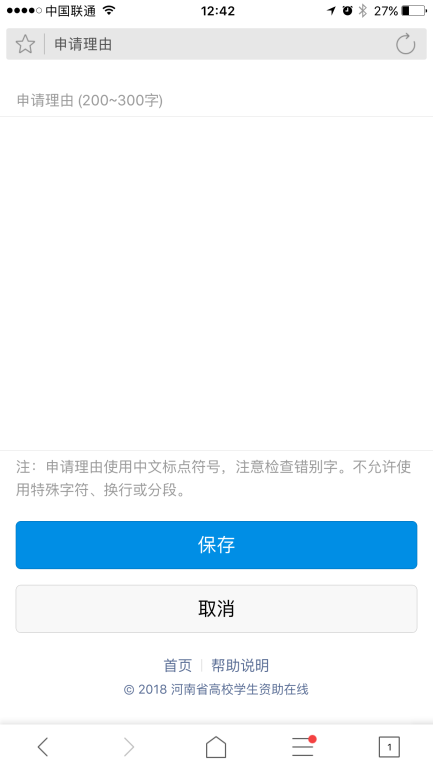 中国联通 12:42 27%
申请理由
申请理由 (200~300字)
注：申请理由使用中文标点符号，注意检查错别字。不允许使
用特殊字符、换行或分段。
保存
取消
首页 帮助说明
© 2018 河南省高校学生资助在线
1